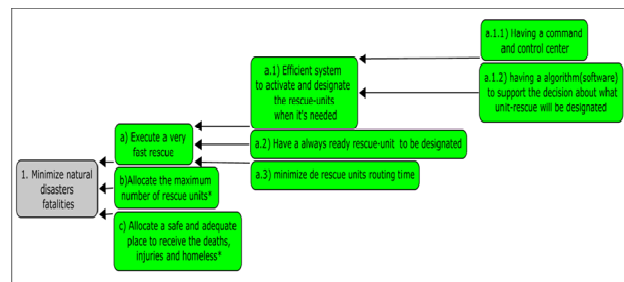 a.1.1) Having a command
and control center
a.1) Efficient system
to activate and designate
the rescue-units
when it's needed
a.1.2) having a algorithm(software)
to support the decision about what
unit-rescue will be designated
a) Execute a very
fast rescue
a.2) Have a always ready rescue-unit to be designated
a.3) minimize de rescue units routing time
1. Minimize natural
disasters
fatalities
b)Allocate the maximum
number of rescue units*
c) Allocate a safe and adequate
place to receive the deaths,
injuries and homeless*